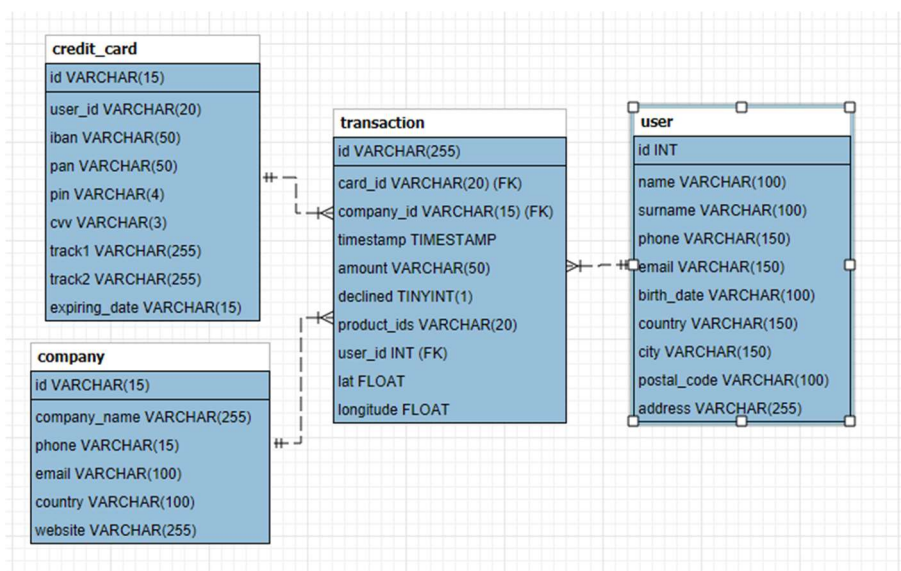 credit_card
id VARCHAR(15)
user_id VARCHAR(20)
iban VARCHAR(50)
pan VARCHAR(50)
pin VARCHAR(4)
cvv VARCHAR(3)
track1 VARCHAR(255)
track2 VARCHAR(255)
expiring_date VARCHAR(15)
company
id VARCHAR(15)
company_name VARCHAR(255)
phone VARCHAR(15)
email VARCHAR(100)
country VARCHAR(100)
website VARCHAR(255)
transaction
id VARCHAR(255)
card_id VARCHAR(20) (FK)
company_id VARCHAR(15) (FK)
timestamp TIMESTAMP
amount VARCHAR(50)
declined TINYINT(1)
product_ids VARCHAR(20)
user_id INT (FK)
lat FLOAT
longitude FLOAT
user
id INT
name VARCHAR(100)
surname VARCHAR(100)
phone VARCHAR(150)
email VARCHAR(150)
birth_date VARCHAR(100)
country VARCHAR(150)
city VARCHAR(150)
postal_code VARCHAR(100)
address VARCHAR(255)